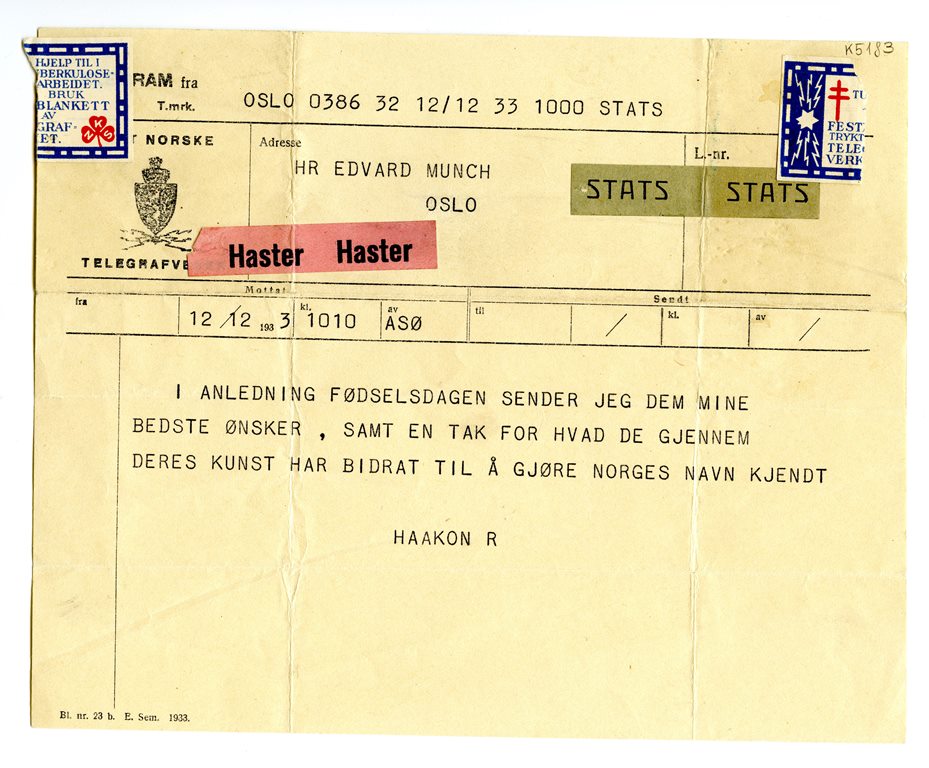 K5183
HJELP TIL I
BERKULOSE-
ARBEIDET.
BRUK
BLANKETT
AV
GRAF-
ET.
NKS
RAM fra
T.mrk.
OSLO 0386 32 12/12 33 1000 STATS
TU
FEST
TRYKT
TELE
VERK
T NORSKE
TELEGRAFVE
Adresse
HR EDVARD MUNCH
OSLO
L.-nr.
STATS STATS
Haster Haster
Mottat
Sendt
fra
12/12 1933
kl. 1010
av ASØ
til
/
kl.
av /
I ANLEDNING FØDSELSDAGEN SENDER JEG DEM MINE
BEDSTE ØNSKER , SAMT EN TAK FOR HVAD DE GJENNEM
DERES KUNST HAR BIDRAT TIL Å GJØRE NORGES NAVN KJENDT
HAAKON R
Bl. nr. 23 b. E. Sem. 1933.